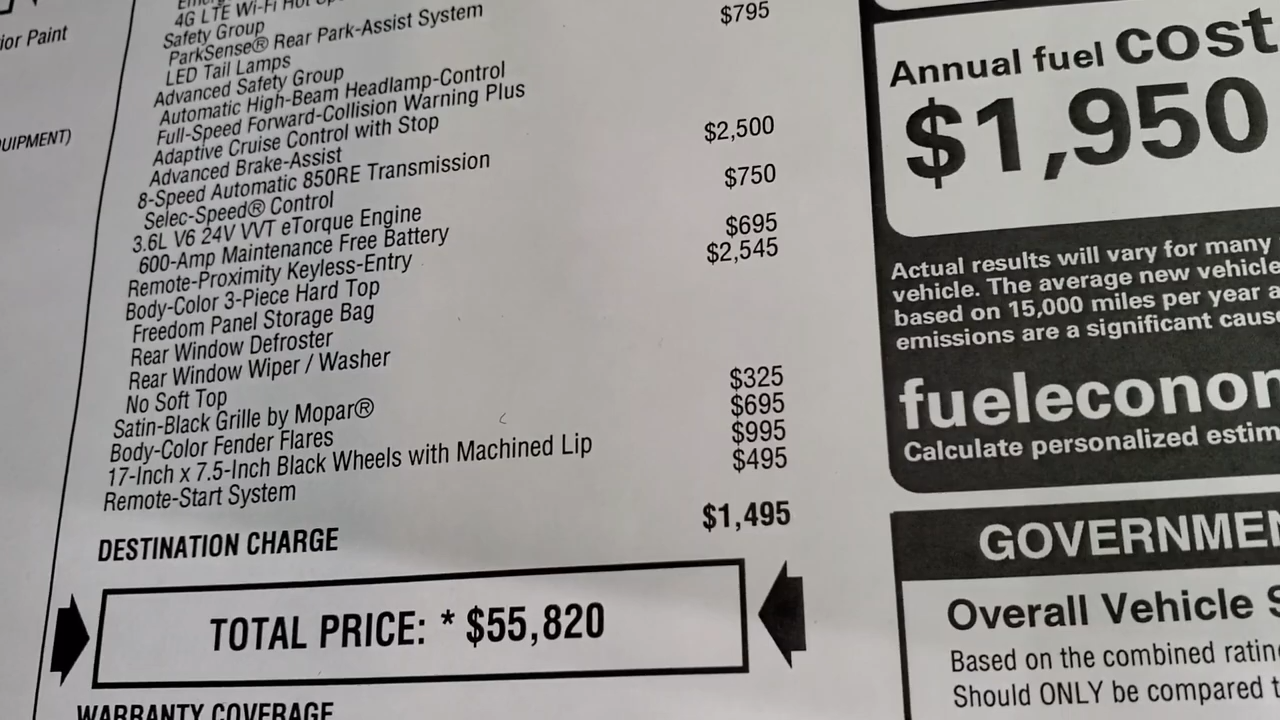 ior Paint
UIPMENT)
4G LTE Wi-Fi Hot
Safety Group $795
ParkSense® Rear Park-Assist System
LED Tail Lamps
Advanced Safety Group
Automatic High-Beam Headlamp-Control
Full-Speed Forward-Collision Warning Plus
Adaptive Cruise Control with Stop
Advanced Brake-Assist
8-Speed Automatic 850RE Transmission $2,500
Selec-Speed® Control
3.6L V6 24V VVT eTorque Engine $750
600-Amp Maintenance Free Battery
Remote-Proximity Keyless-Entry $695
Body-Color 3-Piece Hard Top $2,545
Freedom Panel Storage Bag
Rear Window Defroster
Rear Window Wiper / Washer
No Soft Top
Satin-Black Grille by Mopar® $325
Body-Color Fender Flares $695
17-Inch x 7.5-Inch Black Wheels with Machined Lip $995
Remote-Start System $495
DESTINATION CHARGE $1,495
TOTAL PRICE: * $55,820
WARRANTY COVERAGE
Annual fuel cost
$1,950
Actual results will vary for many
vehicle. The average new vehicle
based on 15,000 miles per year a
emissions are a significant caus
fueleconor
Calculate personalized estim
GOVERNMEN
Overall Vehicle S
Based on the combined rating
Should ONLY be compared t